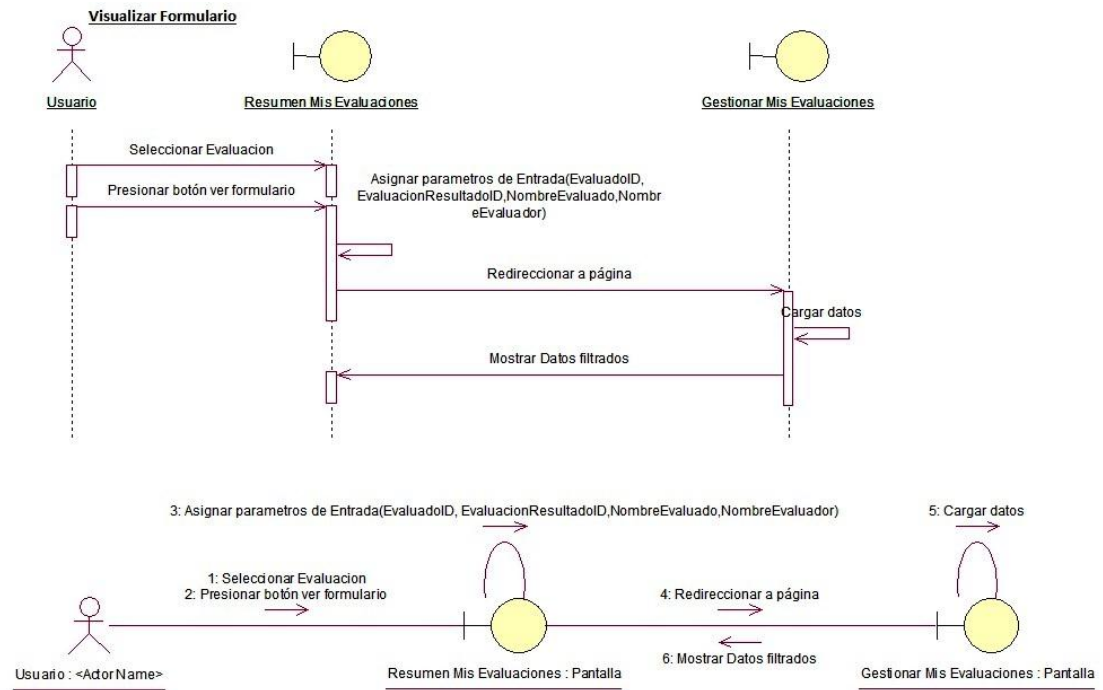 Visualizar Formulario
Usuario
Resumen Mis Evaluaciones
Gestionar Mis Evaluaciones
Seleccionar Evaluacion
Presionar botón ver formulario
Asignar parametros de Entrada(EvaluadoID,
EvaluacionResultadoID,NombreEvaluado,Nombr
eEvaluador)
Redireccionar a página
Cargar datos
Mostrar Datos filtrados
3: Asignar parametros de Entrada(EvaluadoID, EvaluacionResultadoID,NombreEvaluado,NombreEvaluador)
5: Cargar datos
1: Seleccionar Evaluacion
2: Presionar botón ver formulario
4: Redireccionar a página
6: Mostrar Datos filtrados
Usuario : <Actor Name>
Resumen Mis Evaluaciones : Pantalla
Gestionar Mis Evaluaciones : Pantalla